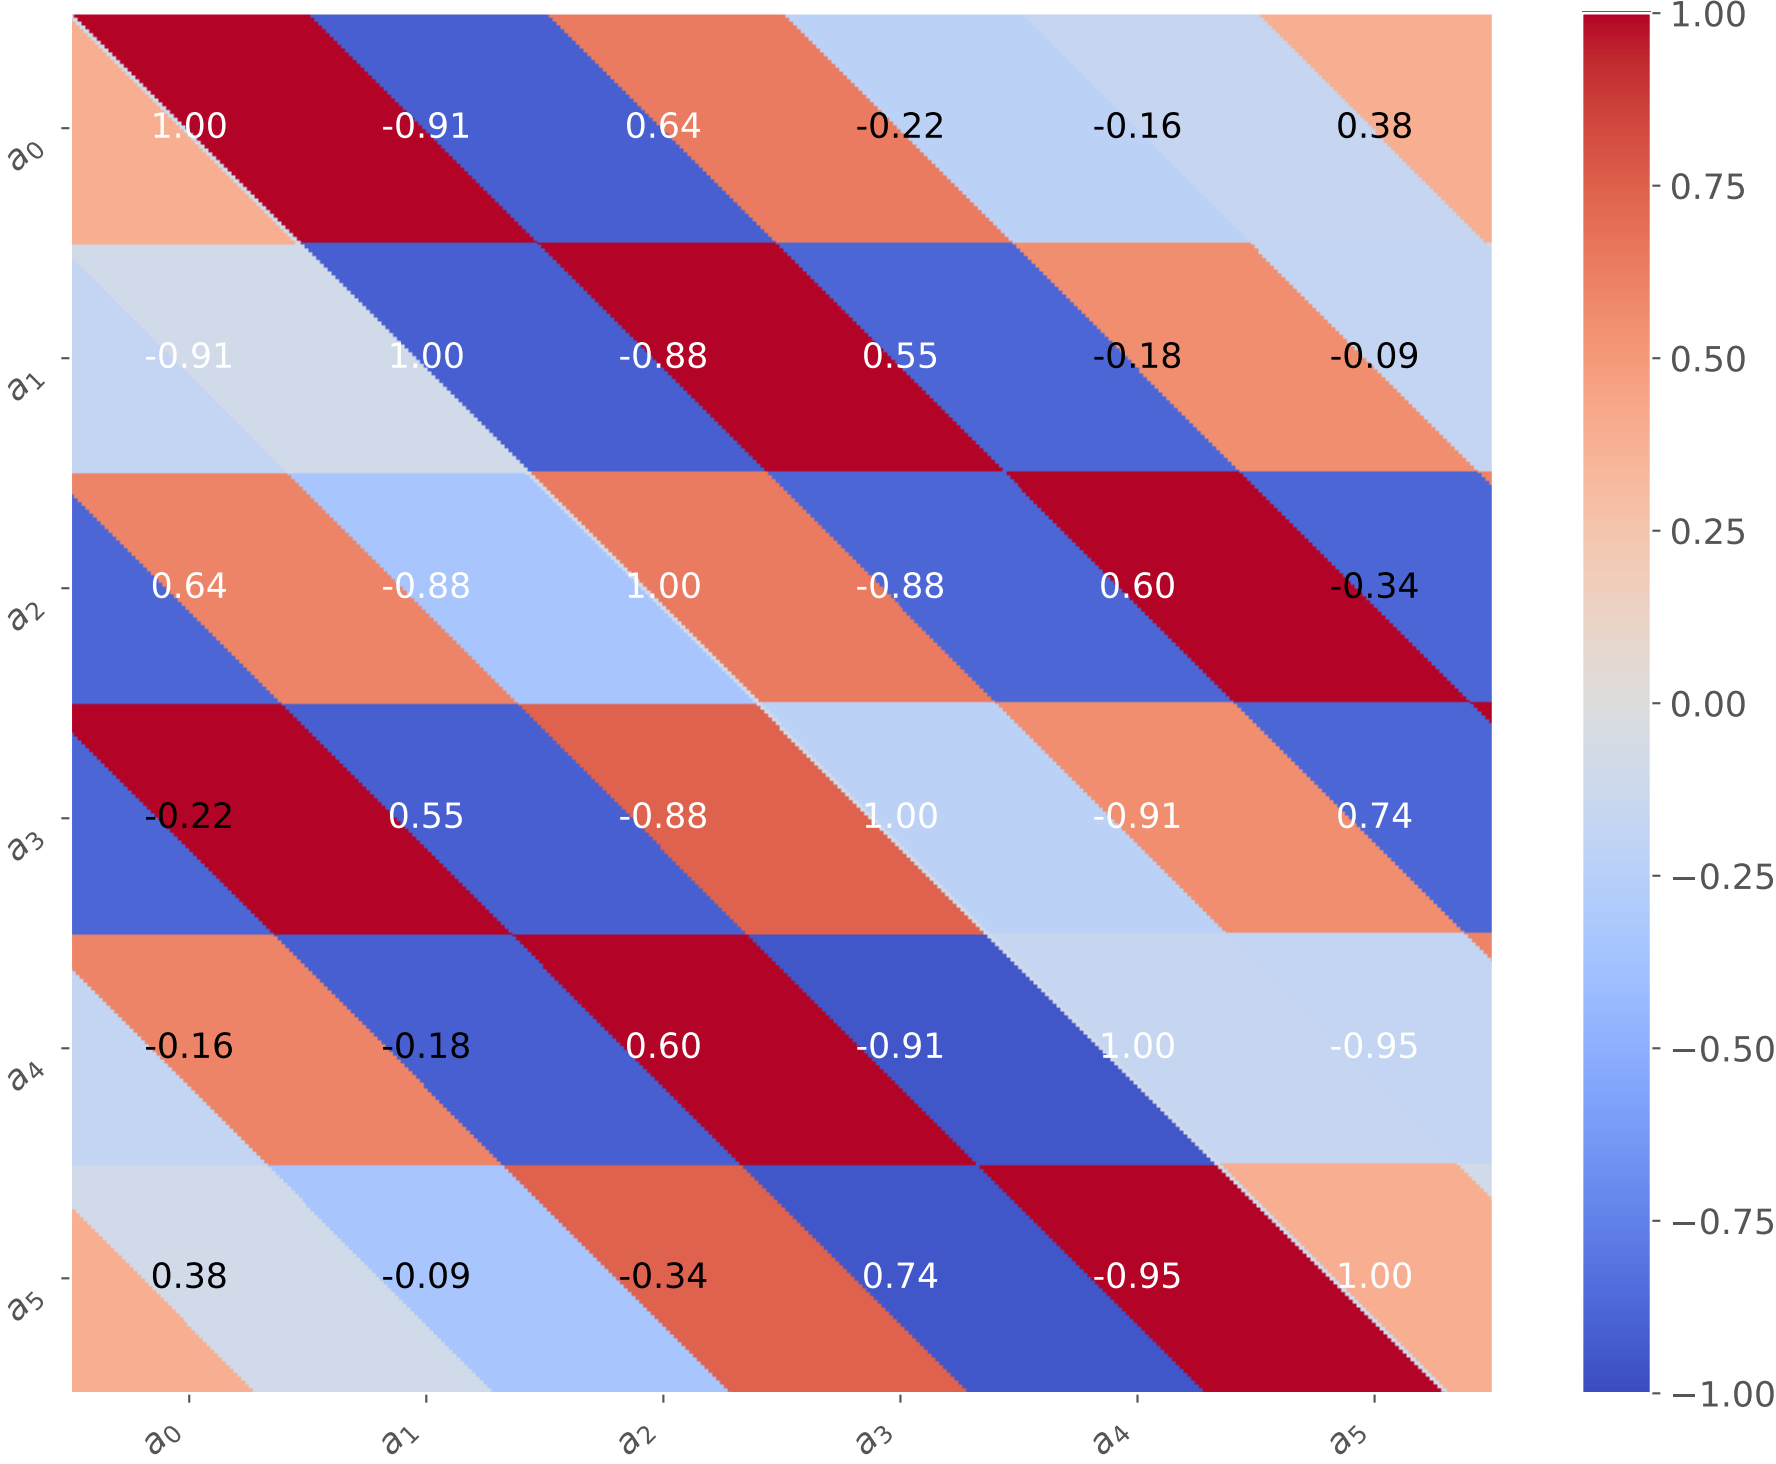 1.00
a0 1.00 -0.91 0.64 -0.22 -0.16 0.38
0.75
a1 -0.91 1.00 -0.88 0.55 -0.18 -0.09
0.50
0.25
a2 0.64 -0.88 1.00 -0.88 0.60 -0.34
0.00
a3 -0.22 0.55 -0.88 1.00 -0.91 0.74
−0.25
a4 -0.16 -0.18 0.60 -0.91 1.00 -0.95
−0.50
−0.75
a5 0.38 -0.09 -0.34 0.74 -0.95 1.00
−1.00
a0 a1 a2 a3 a4 a5